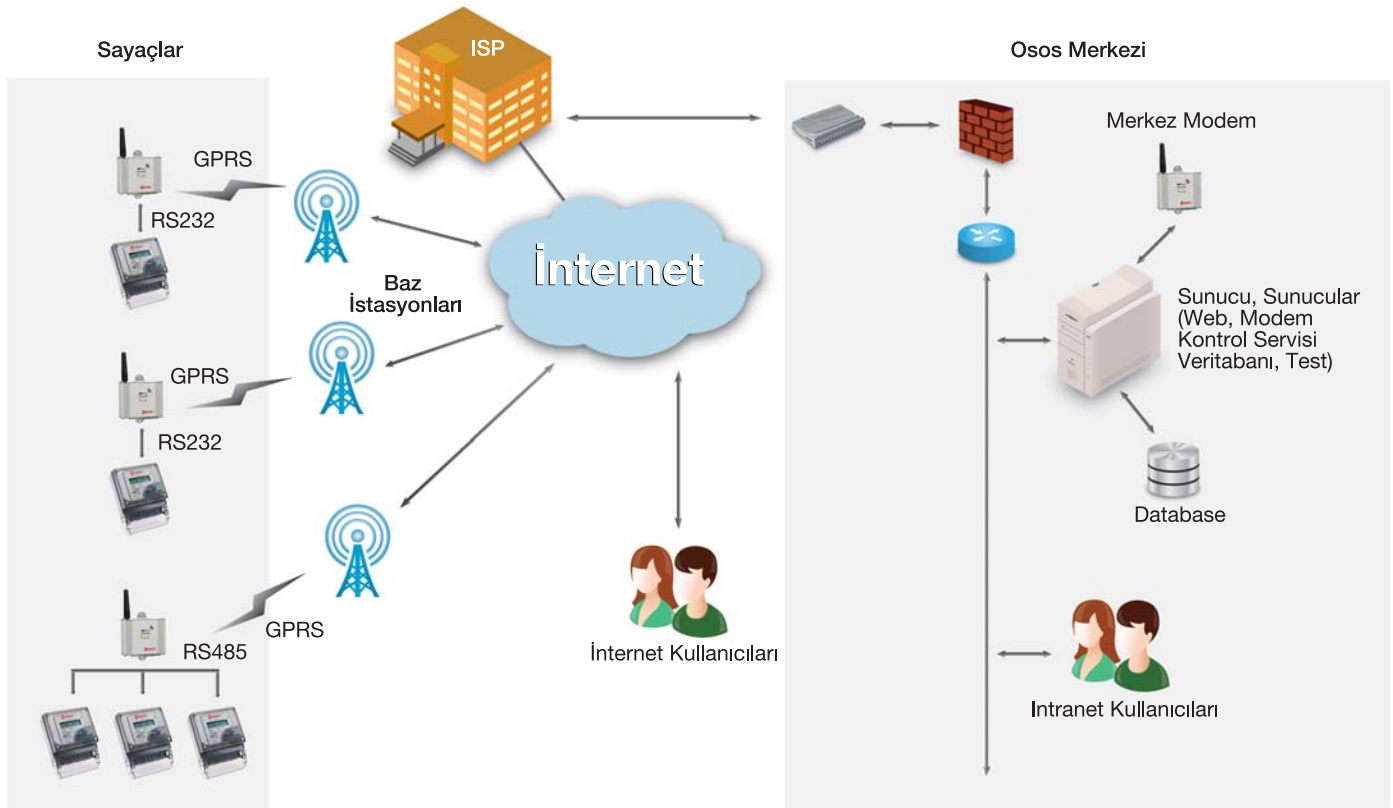 Sayaçlar
ISP
Osos Merkezi
GPRS
RS232
Baz
İstasyonları
İnternet
GPRS
RS232
RS485
GPRS
İnternet Kullanıcıları
Merkez Modem
Sunucu, Sunucular
(Web, Modem
Kontrol Servisi
Veritabanı, Test)
Database
Intranet Kullanıcıları